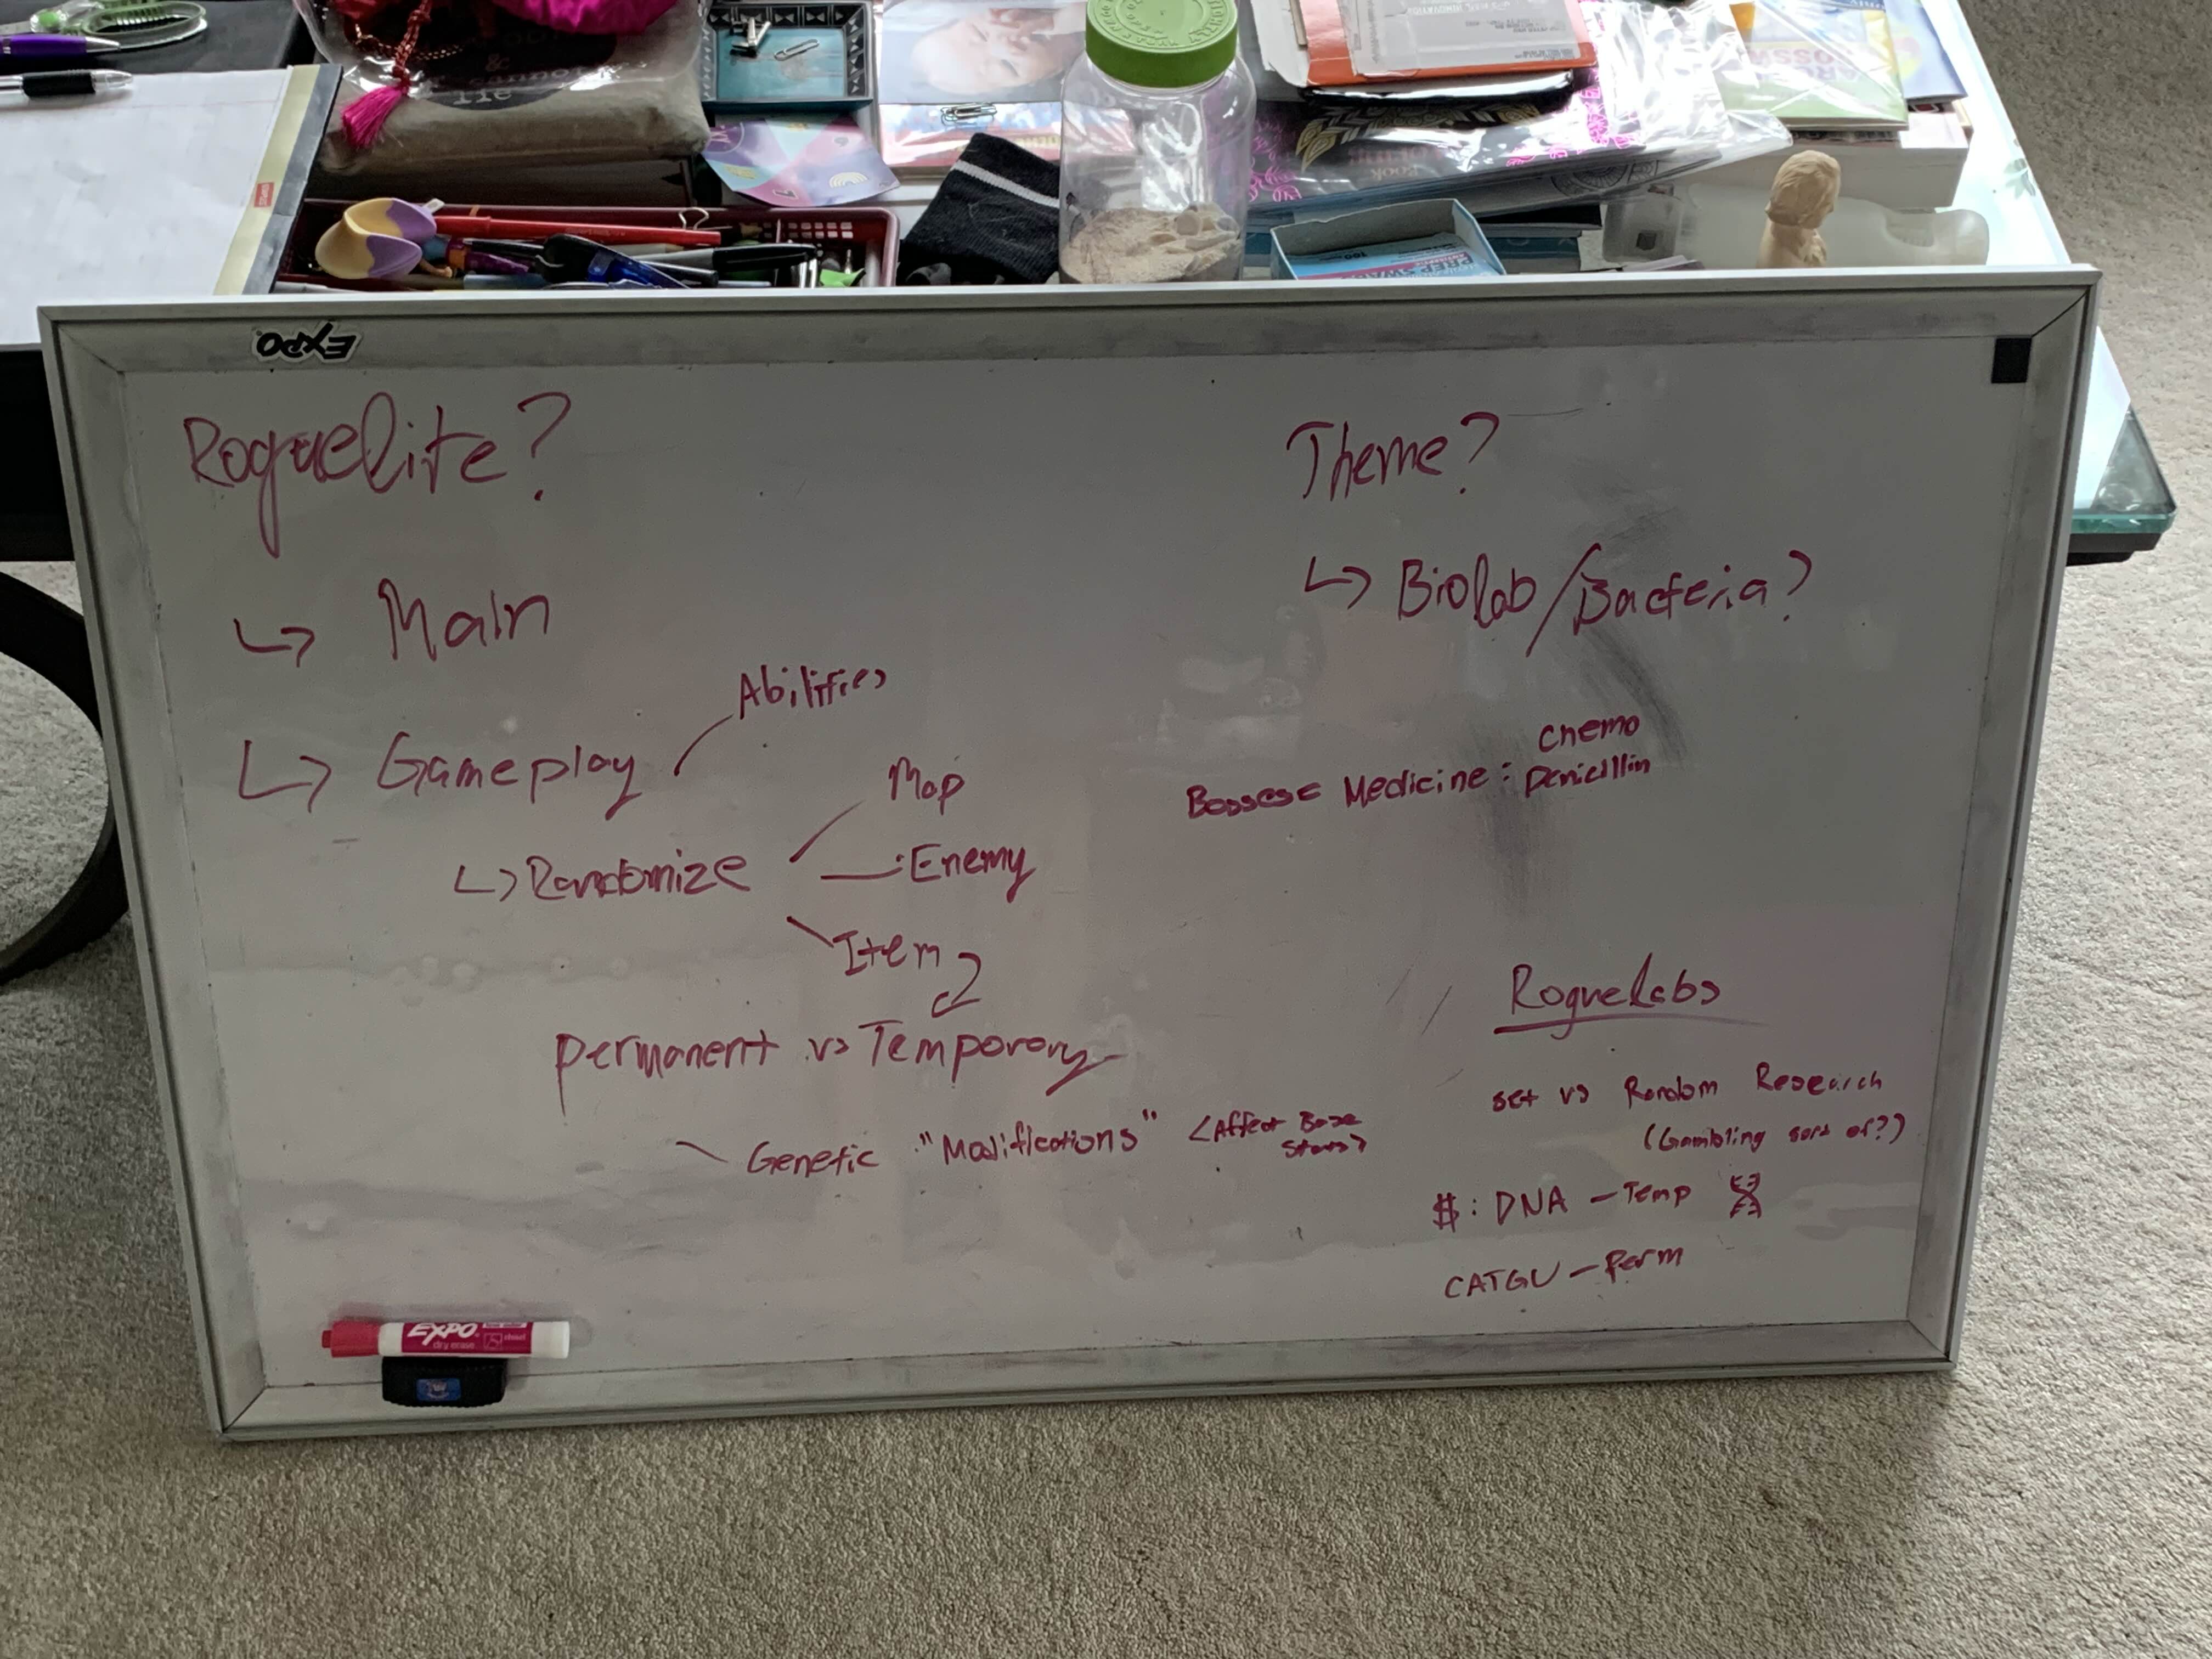 EXPO
Roguelite?
↳ Main
↳ Gameplay
Abilities
↳ Randomize
Map
Enemy
Item
permanent vs Temporary
Genetic "Modifications" <Affect Base
Stats>
Theme?
↳ Biolab/Bacteria?
chemo
Bosses = Medicine : penicillin
RogueLabs
set vs Random Research
(Gambling sort of?)
$ : DNA - Temp
CATGU - Perm
EXPO
dry erase